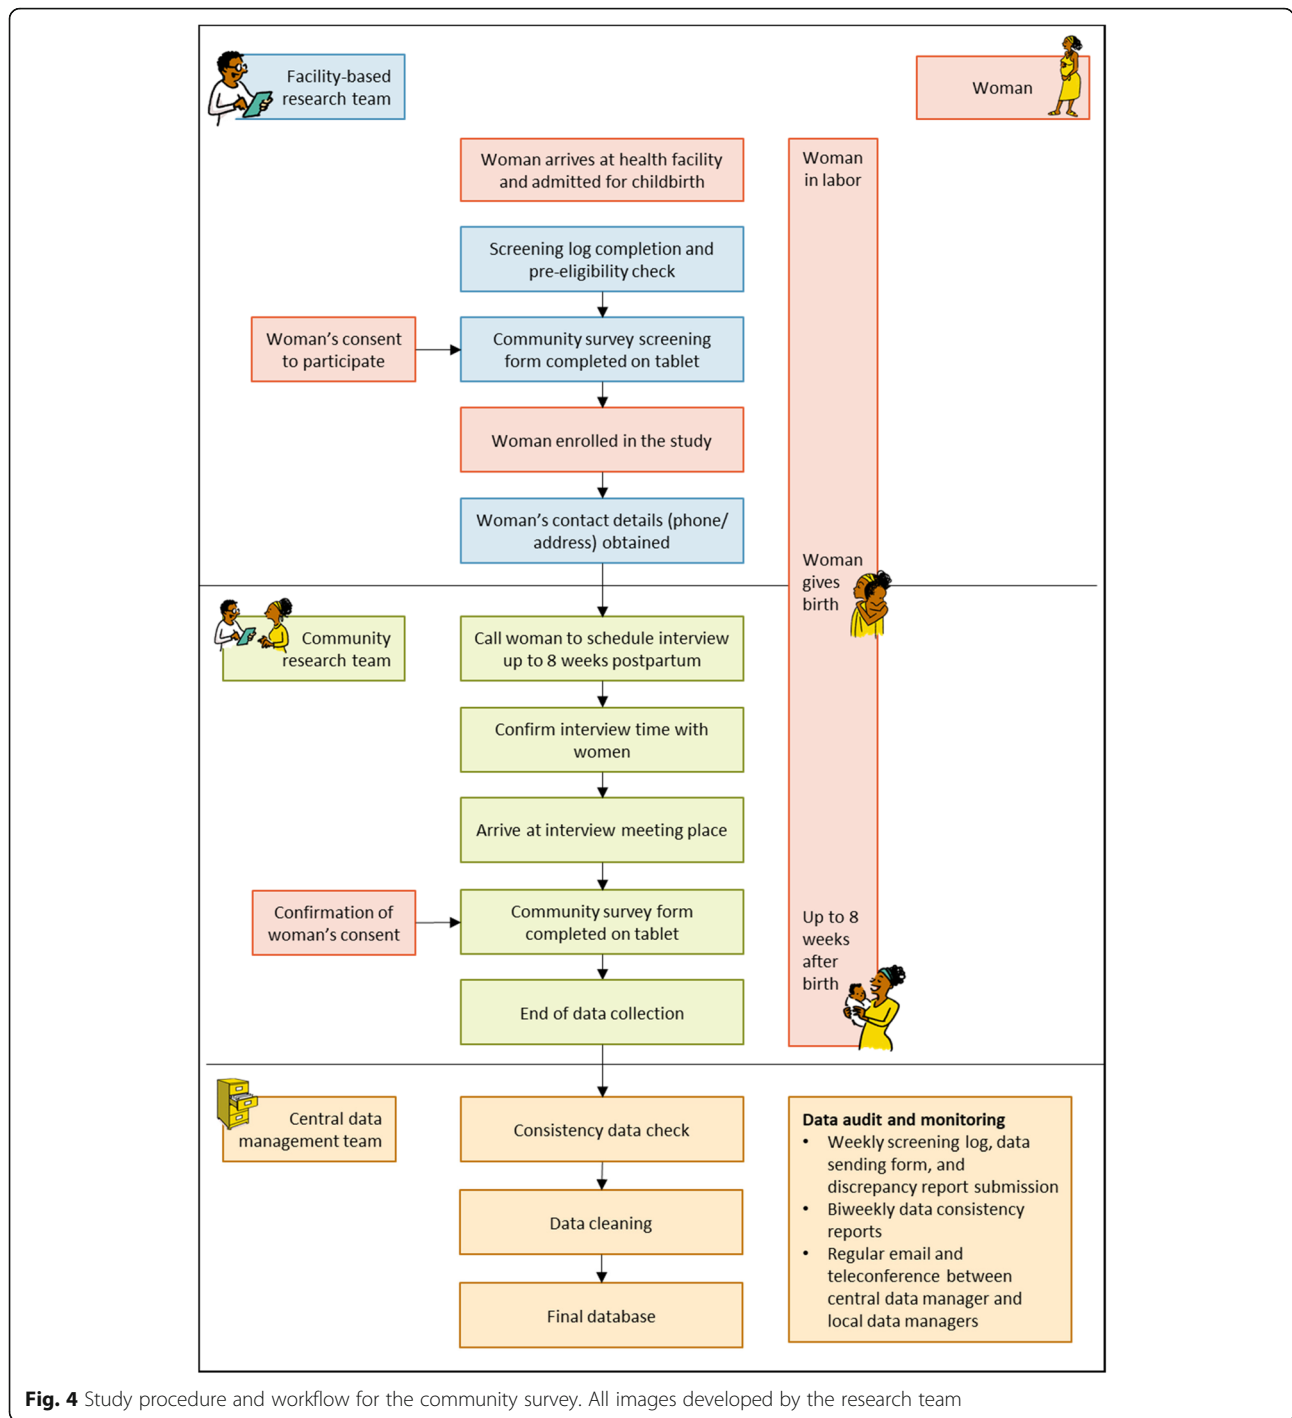 Facility-based
research team
Woman
Woman arrives at health facility
and admitted for childbirth
Woman
in labor
Screening log completion and
pre-eligibility check
Woman's consent
to participate
Community survey screening
form completed on tablet
Woman enrolled in the study
Woman's contact details (phone/
address) obtained
Woman
gives
birth
Community
research team
Call woman to schedule interview
up to 8 weeks postpartum
Confirm interview time with
women
Arrive at interview meeting place
Confirmation of
woman's consent
Community survey form
completed on tablet
Up to 8
weeks
after
birth
End of data collection
Central data
management team
Consistency data check
Data cleaning
Final database
Data audit and monitoring
• Weekly screening log, data
sending form, and
discrepancy report submission
• Biweekly data consistency
reports
• Regular email and
teleconference between
central data manager and
local data managers
Fig. 4 Study procedure and workflow for the community survey. All images developed by the research team